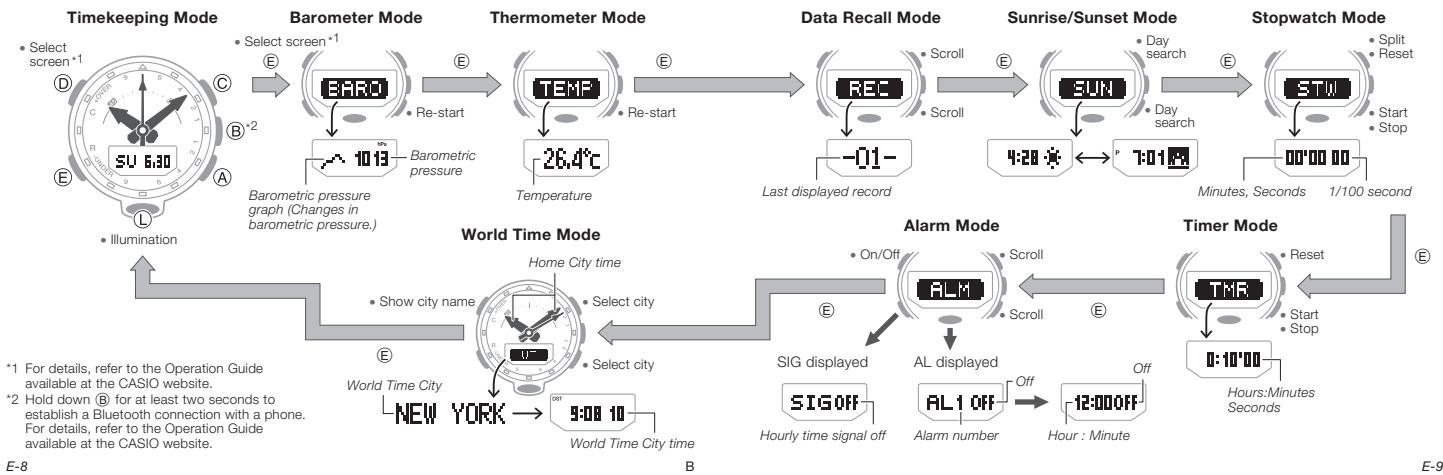 Timekeeping Mode
• Select
screen*1
D
C
B*2
E
A
L
• Illumination
+OVER
C
R
-UNDER
SU 6.30
E
Barometer Mode
• Select screen*1
BARO
• Re-start
hPa
1013
Barometric
pressure
Barometric pressure
graph (Changes in
barometric pressure.)
E
Thermometer Mode
TEMP
• Re-start
26.4°C
Temperature
E
Data Recall Mode
• Scroll
REC
• Scroll
-01-
Last displayed record
E
Sunrise/Sunset Mode
• Day
search
SUN
• Day
search
4:28
P 7:01
E
Stopwatch Mode
• Split
• Reset
STW
• Start
• Stop
00'00 00
Minutes, Seconds
1/100 second
E
Timer Mode
• Reset
TMR
• Start
• Stop
0:10'00
Hours:Minutes
Seconds
E
Alarm Mode
• On/Off
• Scroll
ALM
• Scroll
SIG displayed
AL displayed
SIG OFF
Hourly time signal off
Off
AL1 OFF
Alarm number
Off
12:00OFF
Hour : Minute
E
World Time Mode
Home City time
• Show city name
• Select city
WT
• Select city
World Time City
NEW YORK
DST
9:08 10
World Time City time
E
*1 For details, refer to the Operation Guide
available at the CASIO website.
*2 Hold down B for at least two seconds to
establish a Bluetooth connection with a phone.
For details, refer to the Operation Guide
available at the CASIO website.
E-8
B
E-9